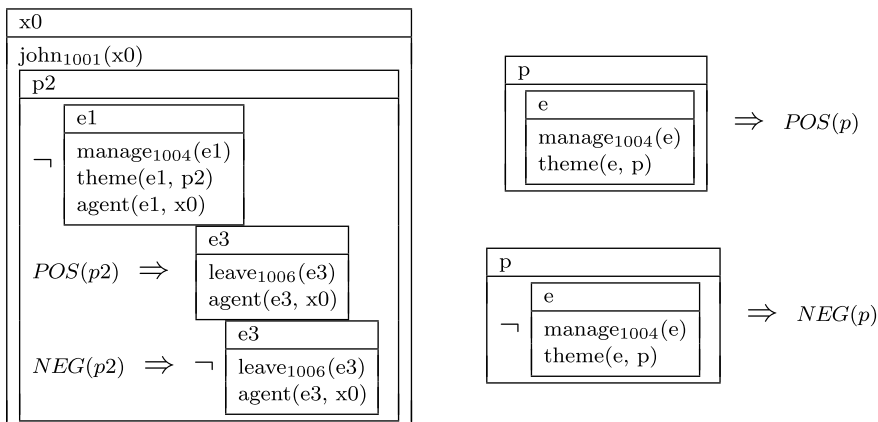 x0
john1001(x0)
p2
e1
¬
manage1004(e1)
theme(e1, p2)
agent(e1, x0)
e3
POS(p2) ⇒
leave1006(e3)
agent(e3, x0)
e3
NEG(p2) ⇒ ¬
leave1006(e3)
agent(e3, x0)
p
e
manage1004(e)
theme(e, p)
⇒ POS(p)
p
e
¬
manage1004(e)
theme(e, p)
⇒ NEG(p)